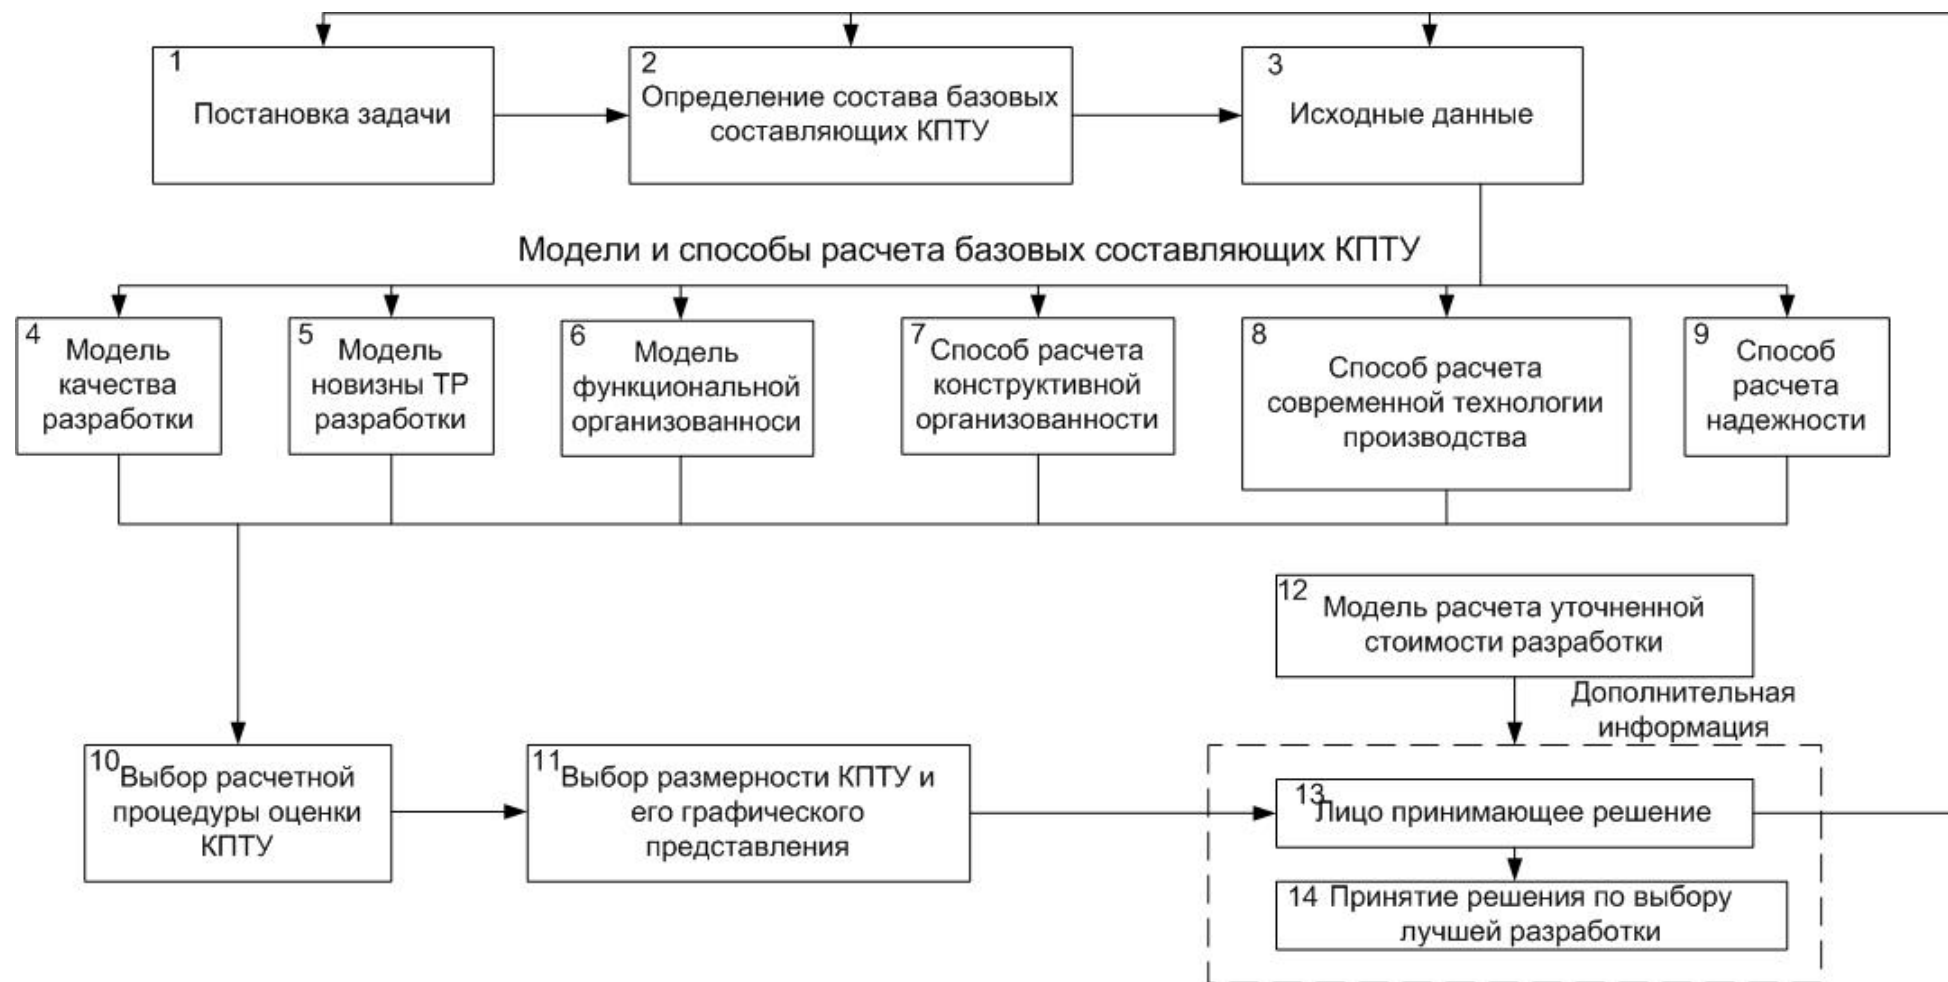 1
Постановка задачи
2
Определение состава базовых
составляющих КПТУ
3
Исходные данные
Модели и способы расчета базовых составляющих КПТУ
4
Модель
качества
разработки
5
Модель
новизны ТР
разработки
6
Модель
функциональной
организованноси
7
Способ расчета
конструктивной
организованности
8
Способ расчета
современной технологии
производства
9
Способ
расчета
надежности
12
Модель расчета уточненной
стоимости разработки
Дополнительная
информация
10
Выбор расчетной
процедуры оценки
КПТУ
11
Выбор размерности КПТУ и
его графического
представления
13
Лицо принимающее решение
14
Принятие решения по выбору
лучшей разработки